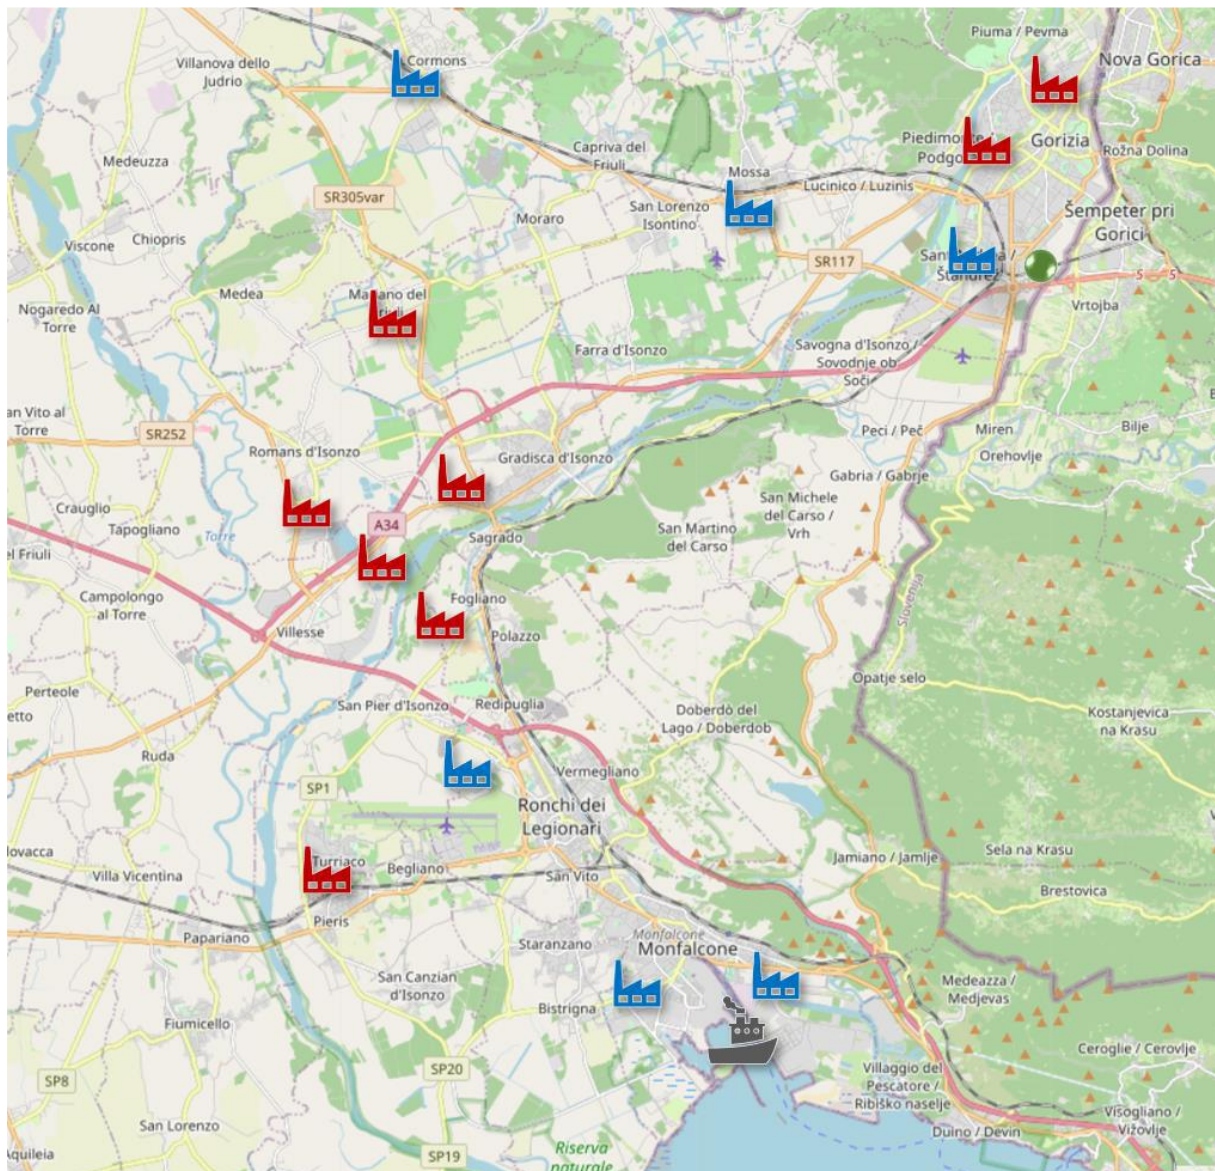 Piuma / Pevma
Cormons
Villanova dello
Judrio
Nova Gorica
Piedimonte /
Gorizia
Rožna Dolina
Medeuzza
Capriva del
Friuli
Mossa
Lucinico / Luzinis
SR305var
San Lorenzo
Isontino
Moraro
Šempeter pri
Gorici
Viscone
Chiopris
SR117
Štandrež
5
5
Medea
Vrtojba
Nogaredo Al
Torre
Farra d'Isonzo
Savogna d'Isonzo /
Sovodnje ob
Soči
an Vito al
Torre
SR252
Peci / Peč
Miren
Bilje
Romans d'Isonzo
Gradisca d'Isonzo
Orehovlje
Gabria / Gabrje
San Michele
del Carso /
Vrh
Crauglio
Tapogliano
Torre
A34
Sagrado
San Martino
del Carso
el Friuli
Campolongo
al Torre
Fogliano
Slovenija
Villesse
Polazzo
Opatje selo
Perteole
etto
San Pier d'Isonzo
Redipuglia
Doberdò del
Lago / Doberdob
Kostanjevica
na Krasu
Ruda
Vermegliano
SP1
Ronchi dei
Legionari
ovacca
Turriaco
Begliano
San Vito
Jamiano / Jamlje
Sela na Krasu
Villa Vicentina
Brestovica
Pieris
Papariano
Staranzano
Monfalcone
Monfalcone
San Canzian
d'Isonzo
Bistrigna
Medeazza /
Medjevas
Fiumicello
Ceroglie / Cerovlje
SP8
SP20
Villaggio del
Pescatore /
Ribiško naselje
Visogliano /
Vižovlje
San Lorenzo
Duino / Devin
Aquileia
SP19
Riserva
naturale